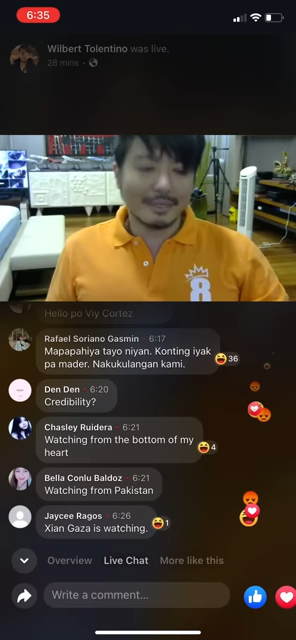 6:35
Wilbert Tolentino was live.
28 mins ·
8
Hello po Viy Cortez
Rafael Soriano Gasmin · 6:17
Mapapahiya tayo niyan. Konting iyak
pa mader. Nakukulangan kami.
36
Den Den · 6:20
Credibility?
Chasley Ruidera · 6:21
Watching from the bottom of my
heart
4
Bella Conlu Baldoz · 6:21
Watching from Pakistan
Jaycee Ragos · 6:26
Xian Gaza is watching.
1
Overview Live Chat More like this
Write a comment...